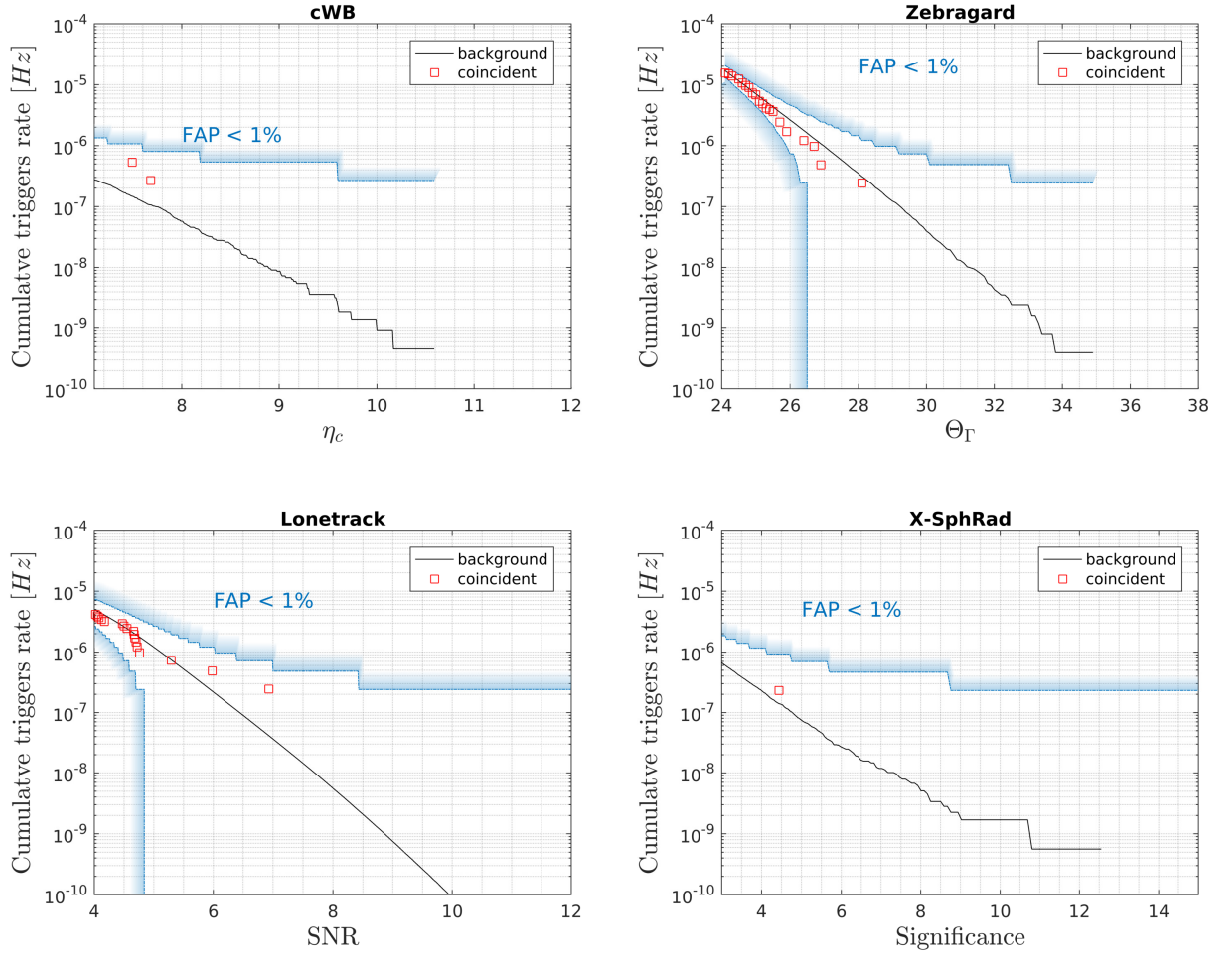 cWB
Cumulatve triggers rate [Hz]
10^-4
10^-5
10^-6
10^-7
10^-8
10^-9
10^-10
FAP < 1%
background
coincident
8 9 10 11 12
η_c
Zebragard
Cumulatve triggers rate [Hz]
10^-4
10^-5
10^-6
10^-7
10^-8
10^-9
10^-10
FAP < 1%
background
coincident
24 26 28 30 32 34 36 38
Θ_Γ
Lonetrack
Cumulatve triggers rate [Hz]
10^-4
10^-5
10^-6
10^-7
10^-8
10^-9
10^-10
FAP < 1%
background
coincident
4 6 8 10 12
SNR
X-SphRad
Cumulatve triggers rate [Hz]
10^-4
10^-5
10^-6
10^-7
10^-8
10^-9
10^-10
FAP < 1%
background
coincident
4 6 8 10 12 14
Significance